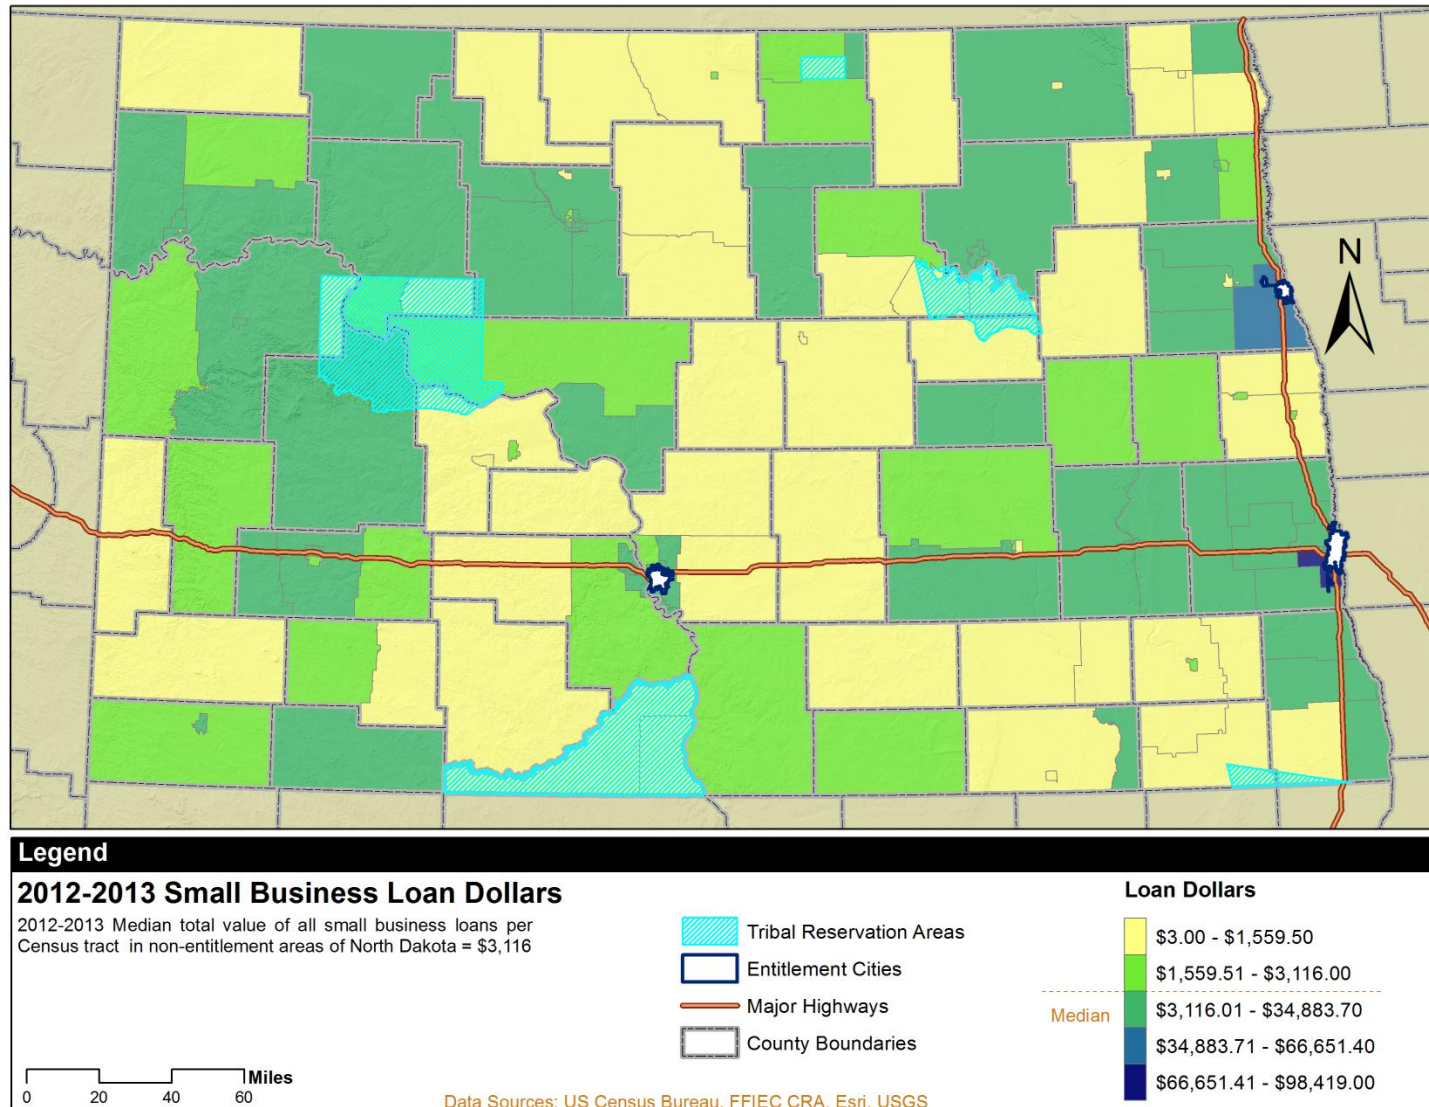 N
Legend
2012-2013 Small Business Loan Dollars
2012-2013 Median total value of all small business loans per
Census tract in non-entitlement areas of North Dakota = $3,116
Miles
0 20 40 60
Tribal Reservation Areas
Entitlement Cities
Major Highways
County Boundaries
Loan Dollars
$3.00 - $1,559.50
$1,559.51 - $3,116.00
Median
$3,116.01 - $34,883.70
$34,883.71 - $66,651.40
$66,651.41 - $98,419.00
Data Sources: US Census Bureau, FFIEC CRA, Esri, USGS